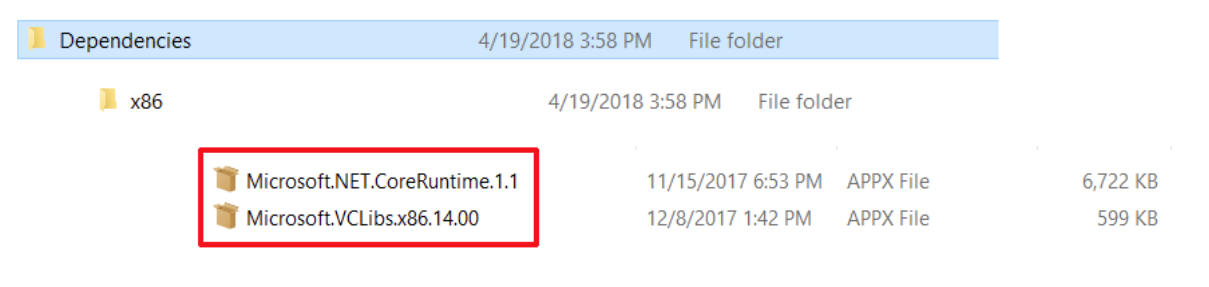 Dependencies 4/19/2018 3:58 PM File folder
x86 4/19/2018 3:58 PM File folder
Microsoft.NET.CoreRuntime.1.1 11/15/2017 6:53 PM APPX File 6,722 KB
Microsoft.VCLibs.x86.14.00 12/8/2017 1:42 PM APPX File 599 KB